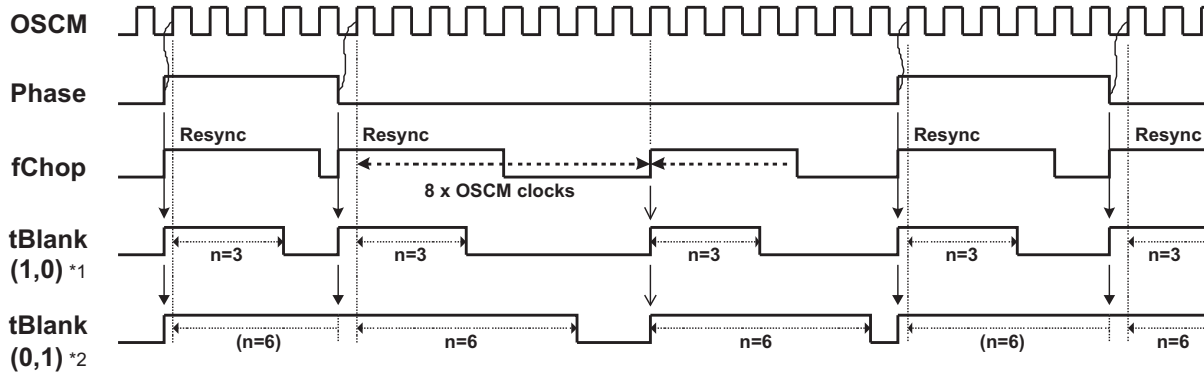 OSCM
Phase
Resync Resync Resync Resync
fChop
8 x OSCM clocks
tBlank
(1,0) *1
n=3 n=3 n=3 n=3 n=3
tBlank
(0,1) *2
(n=6) n=6 n=6 (n=6) n=6